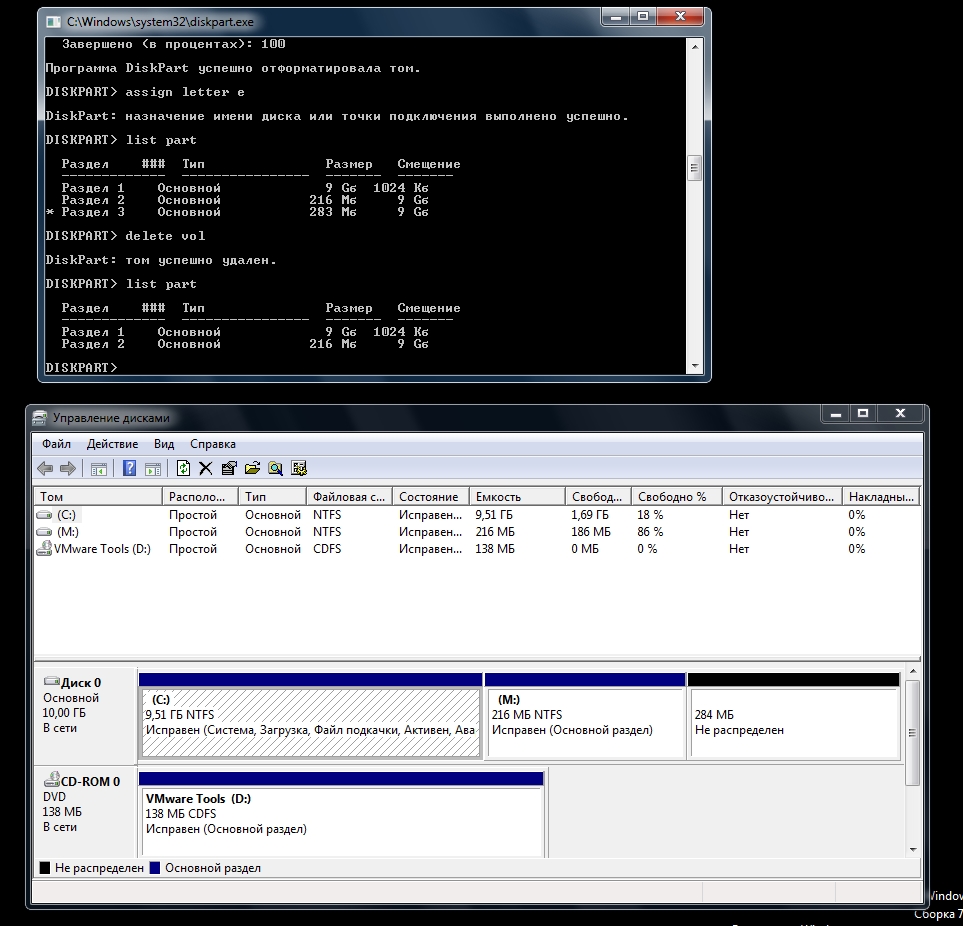 C:\Windows\system32\diskpart.exe
Завершено (в процентах): 100
Программа DiskPart успешно отформатировала том.
DISKPART> assign letter e
DiskPart: назначение имени диска или точки подключения выполнено успешно.
DISKPART> list part
Раздел ### Тип Размер Смещение
------------- ---------------- ------- -------
Раздел 1 Основной 9 Gб 1024 Kб
Раздел 2 Основной 216 Mб 9 Gб
* Раздел 3 Основной 283 Mб 9 Gб
DISKPART> delete vol
DiskPart: том успешно удален.
DISKPART> list part
Раздел ### Тип Размер Смещение
------------- ---------------- ------- -------
Раздел 1 Основной 9 Gб 1024 Kб
Раздел 2 Основной 216 Mб 9 Gб
DISKPART>
Управление дисками
Файл Действие Вид Справка
Том Располо... Тип Файловая с... Состояние Емкость Свобод... Свободно % Отказоустойчиво... Накладны...
(C:) Простой Основной NTFS Исправен... 9,51 ГБ 1,69 ГБ 18 % Нет 0%
(M:) Простой Основной NTFS Исправен... 216 МБ 186 МБ 86 % Нет 0%
VMware Tools (D:) Простой Основной CDFS Исправен... 138 МБ 0 МБ 0 % Нет 0%
Диск 0
Основной
10,00 ГБ
В сети
(C:)
9,51 ГБ NTFS
Исправен (Система, Загрузка, Файл подкачки, Активен, Ава
(M:)
216 МБ NTFS
Исправен (Основной раздел)
284 МБ
Не распределен
CD-ROM 0
DVD
138 МБ
В сети
VMware Tools (D:)
138 МБ CDFS
Исправен (Основной раздел)
Не распределен Основной раздел
Windov
Сборка 7